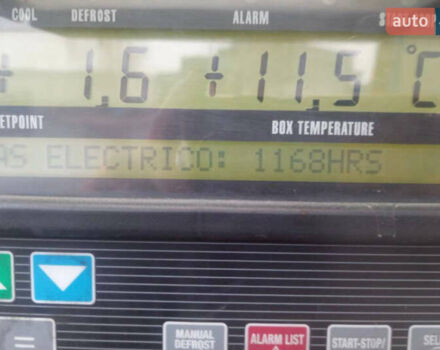 COOL DEFROST ALARM
auto
+ 1,6 +11,5 °C
ETPOINT BOX TEMPERATURE
AS ELECTRICO: 1168HRS
MANUAL DEFROST
ALARM LIST
START-STOP/
SEL